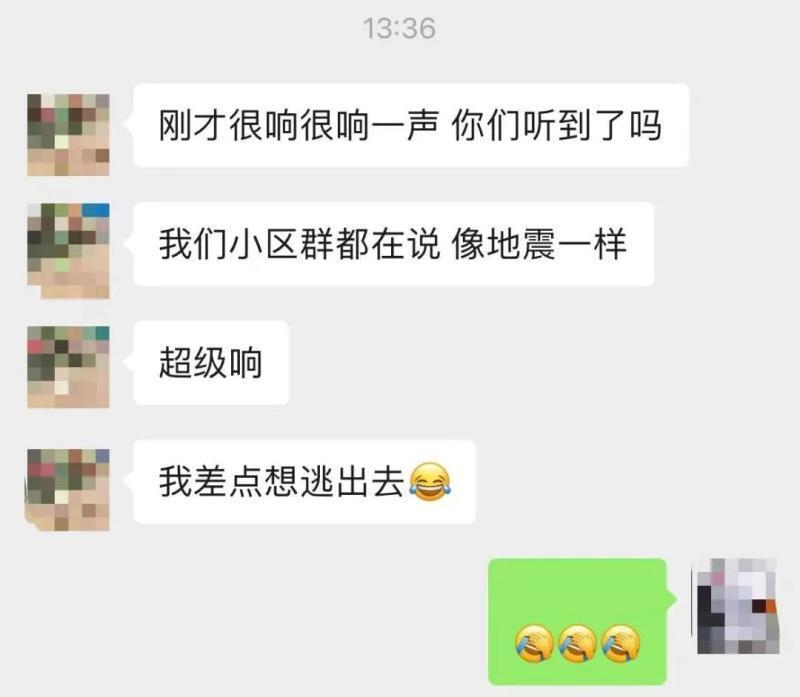 13:36
刚才很响很响一声 你们听到了吗
我们小区群都在说 像地震一样
超级响
我差点想逃出去😂
🤦🤦🤦